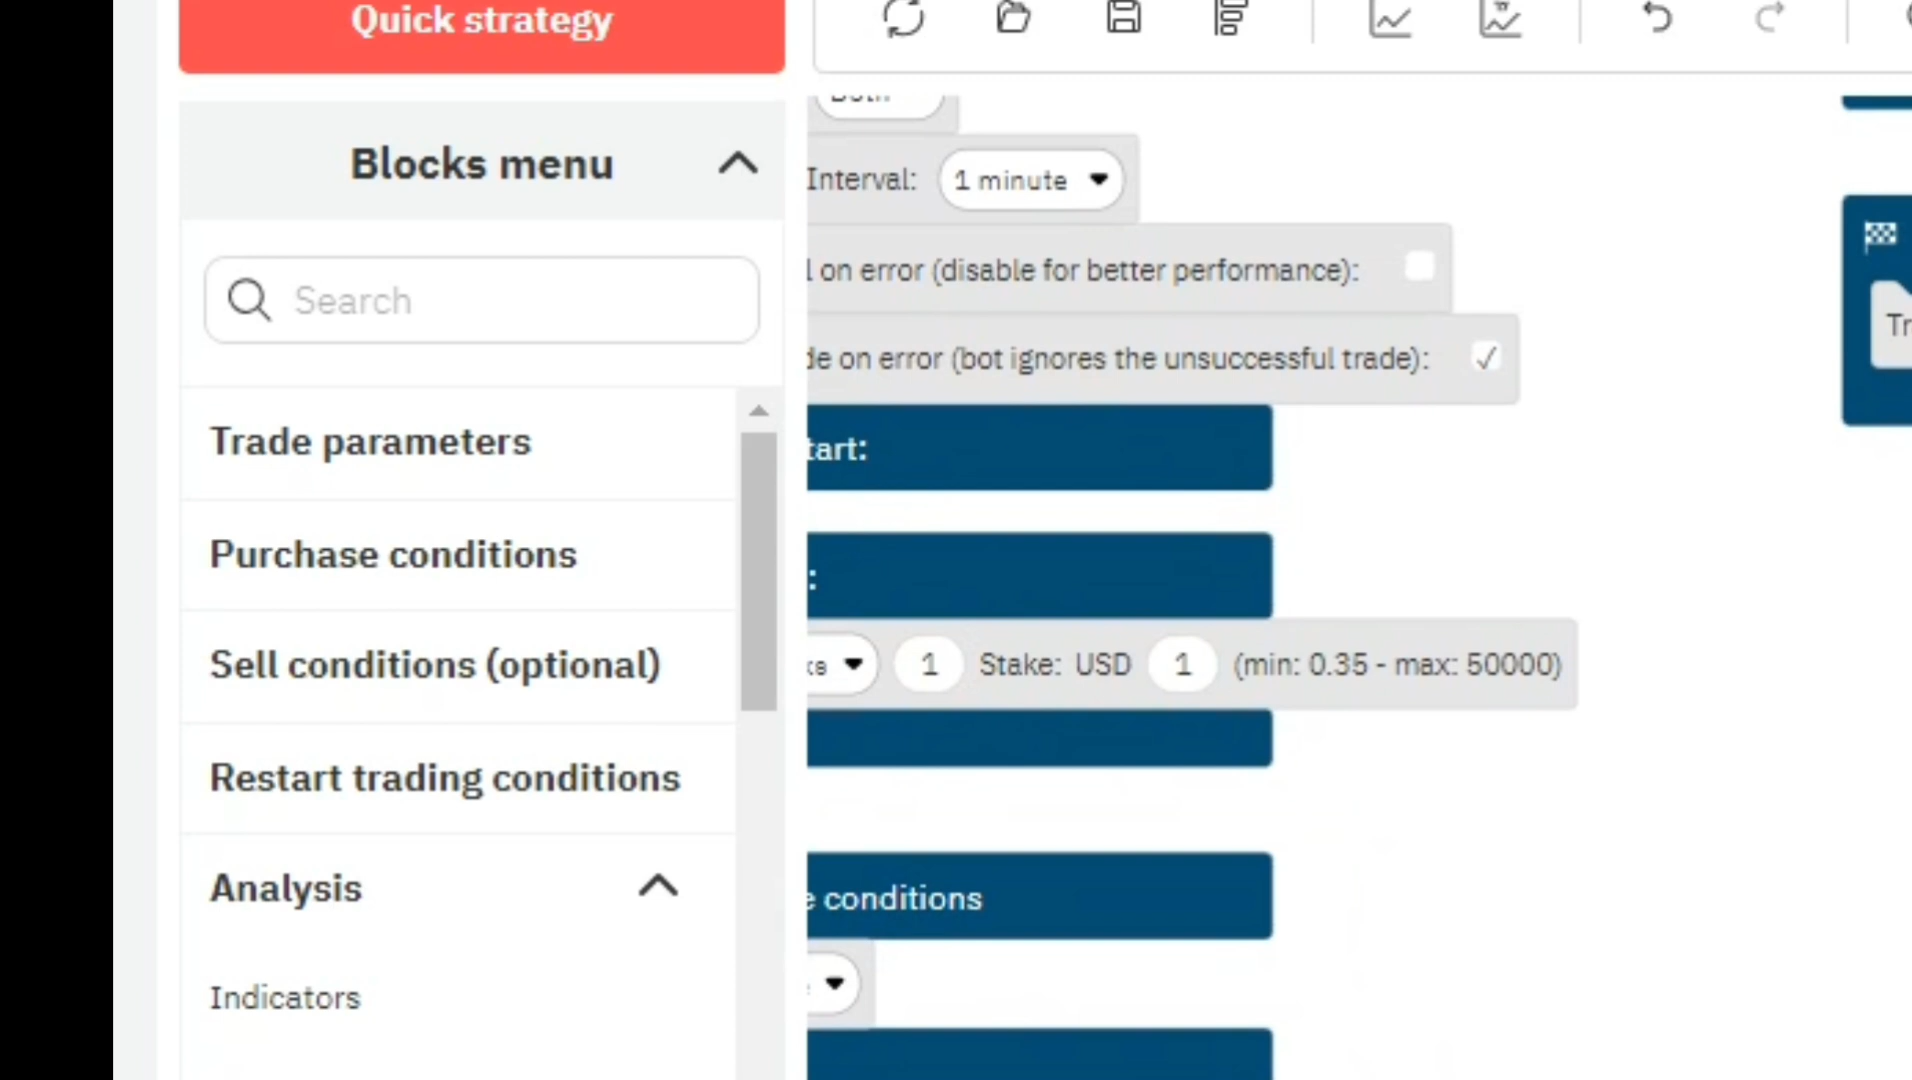 Quick strategy
Blocks menu
Search
Trade parameters
Purchase conditions
Sell conditions (optional)
Restart trading conditions
Analysis
Indicators
Interval: 1 minute
on error (disable for better performance):
on error (bot ignores the unsuccessful trade): ✓
tart:
:
1 Stake: USD 1 (min: 0.35 - max: 50000)
conditions
Tr